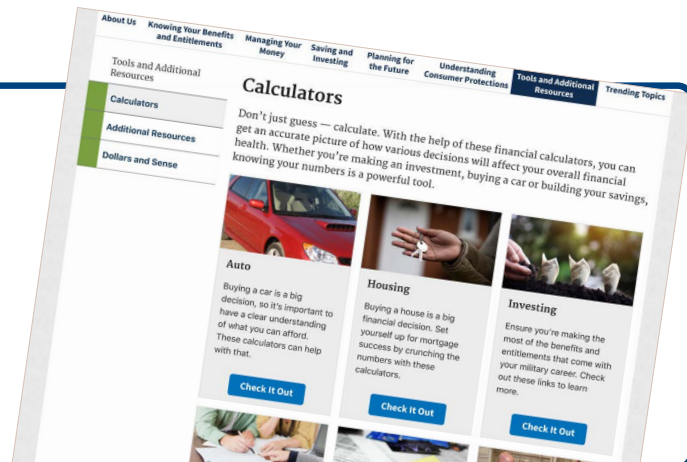 About Us
Knowing Your Benefits
and Entitlements
Managing Your
Money
Saving and
Investing
Planning for
the Future
Understanding
Consumer Protections
Tools and Additional
Resources
Trending Topics
Tools and Additional
Resources
Calculators
Additional Resources
Dollars and Sense
Calculators
Don't just guess — calculate. With the help of these financial calculators, you can
get an accurate picture of how various decisions will affect your overall financial
health. Whether you're making an investment, buying a car or building your savings,
knowing your numbers is a powerful tool.
Auto
Buying a car is a big
decision, so it's important to
have a clear understanding
of what you can afford.
These calculators can help
with that.
Check It Out
Housing
Buying a house is a big
financial decision. Set
yourself up for mortgage
success by crunching the
numbers with these
calculators.
Check It Out
Investing
Ensure you're making the
most of the benefits and
entitlements that come with
your military career. Check
out these links to learn
more.
Check It Out